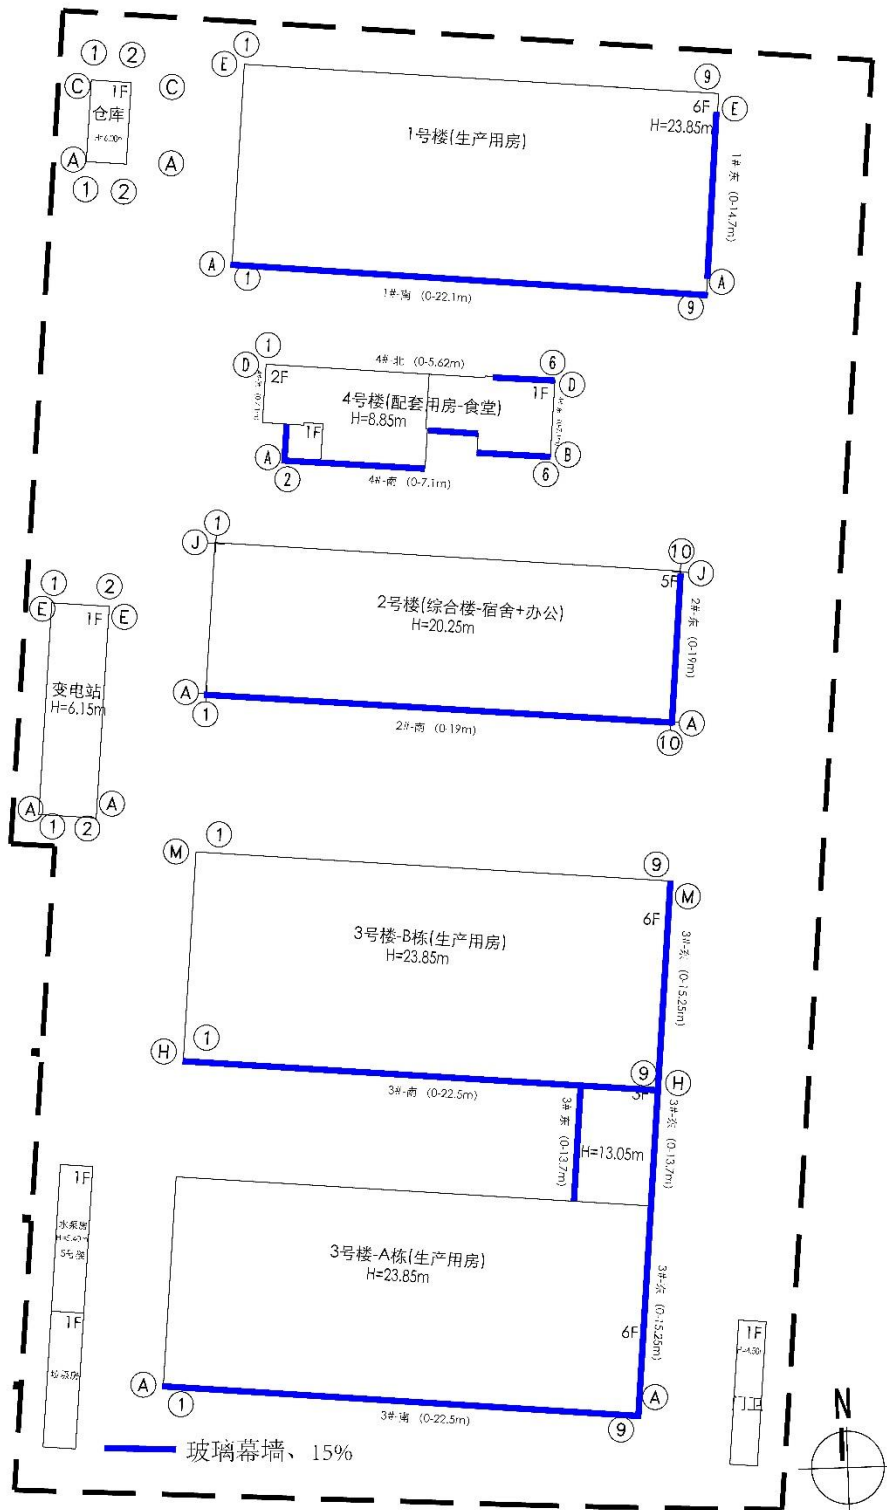 1 2
C 1F C
仓库
A A
1 2
1
E
9
6F E
H=23.85m
1号楼(生产用房)
1#-东 (0-14.7m)
A 1
A
9
1#-南 (0-22.1m)
1
D
4#-北 (0-5.62m)
6
D
2F
1F
4号楼(配套用房-食堂)
H=8.85m
1F
A
2
B
6
4#-南 (0-7.1m)
1
J
10
J
5F
2号楼(综合楼-宿舍+办公)
H=20.25m
2#-东 (0-19m)
A
1
A
10
2#-南 (0-19m)
1 2
E 1F E
变电站
H=6.15m
A A
1 2
1
M
9
M
6F
3号楼-B栋(生产用房)
H=23.85m
3#-东 (0-15.25m)
1
H
9
H
3F
3#-南 (0-22.5m)
3#-东 (0-13.7m)
H=13.05m
3#-东 (0-13.7m)
1F
水泵房
1F
垃圾房
3号楼-A栋(生产用房)
H=23.85m
3#-东 (0-15.25m)
6F
A
1
A
9
3#-南 (0-22.5m)
1F
门卫
N
玻璃幕墙、15%